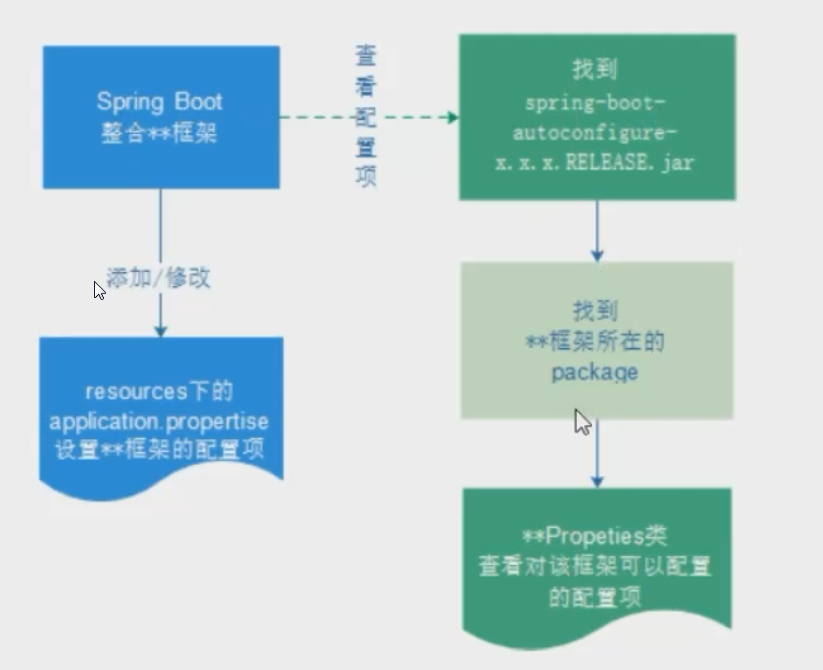 Spring Boot
整合**框架
查看配置项
找到
spring-boot-
autoconfigure-
x.x.x.RELEASE.jar
添加/修改
找到
**框架所在的
package
resources下的
application.propertise
设置**框架的配置项
**Propeties类
查看对该框架可以配置
的配置项